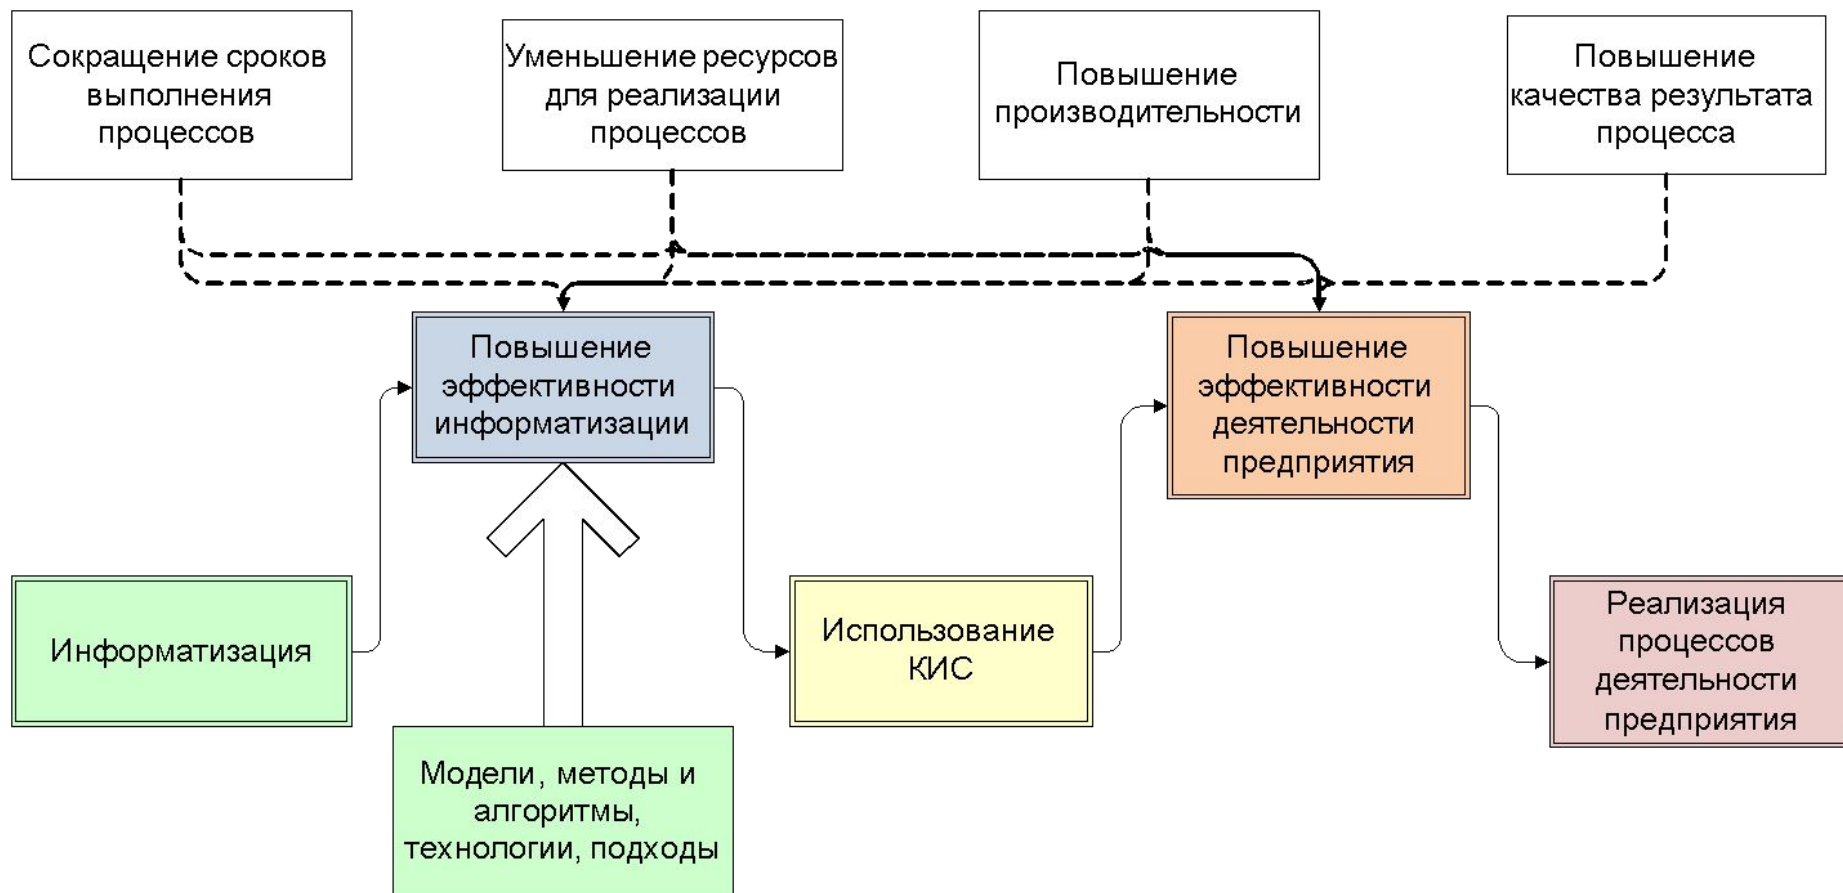 Сокращение сроков
выполнения
процессов
Уменьшение ресурсов
для реализации
процессов
Повышение
производительности
Повышение
качества результата
процесса
Повышение
эффективности
информатизации
Повышение
эффективности
деятельности
предприятия
Информатизация
Использование
КИС
Реализация
процессов
деятельности
предприятия
Модели, методы и
алгоритмы,
технологии, подходы